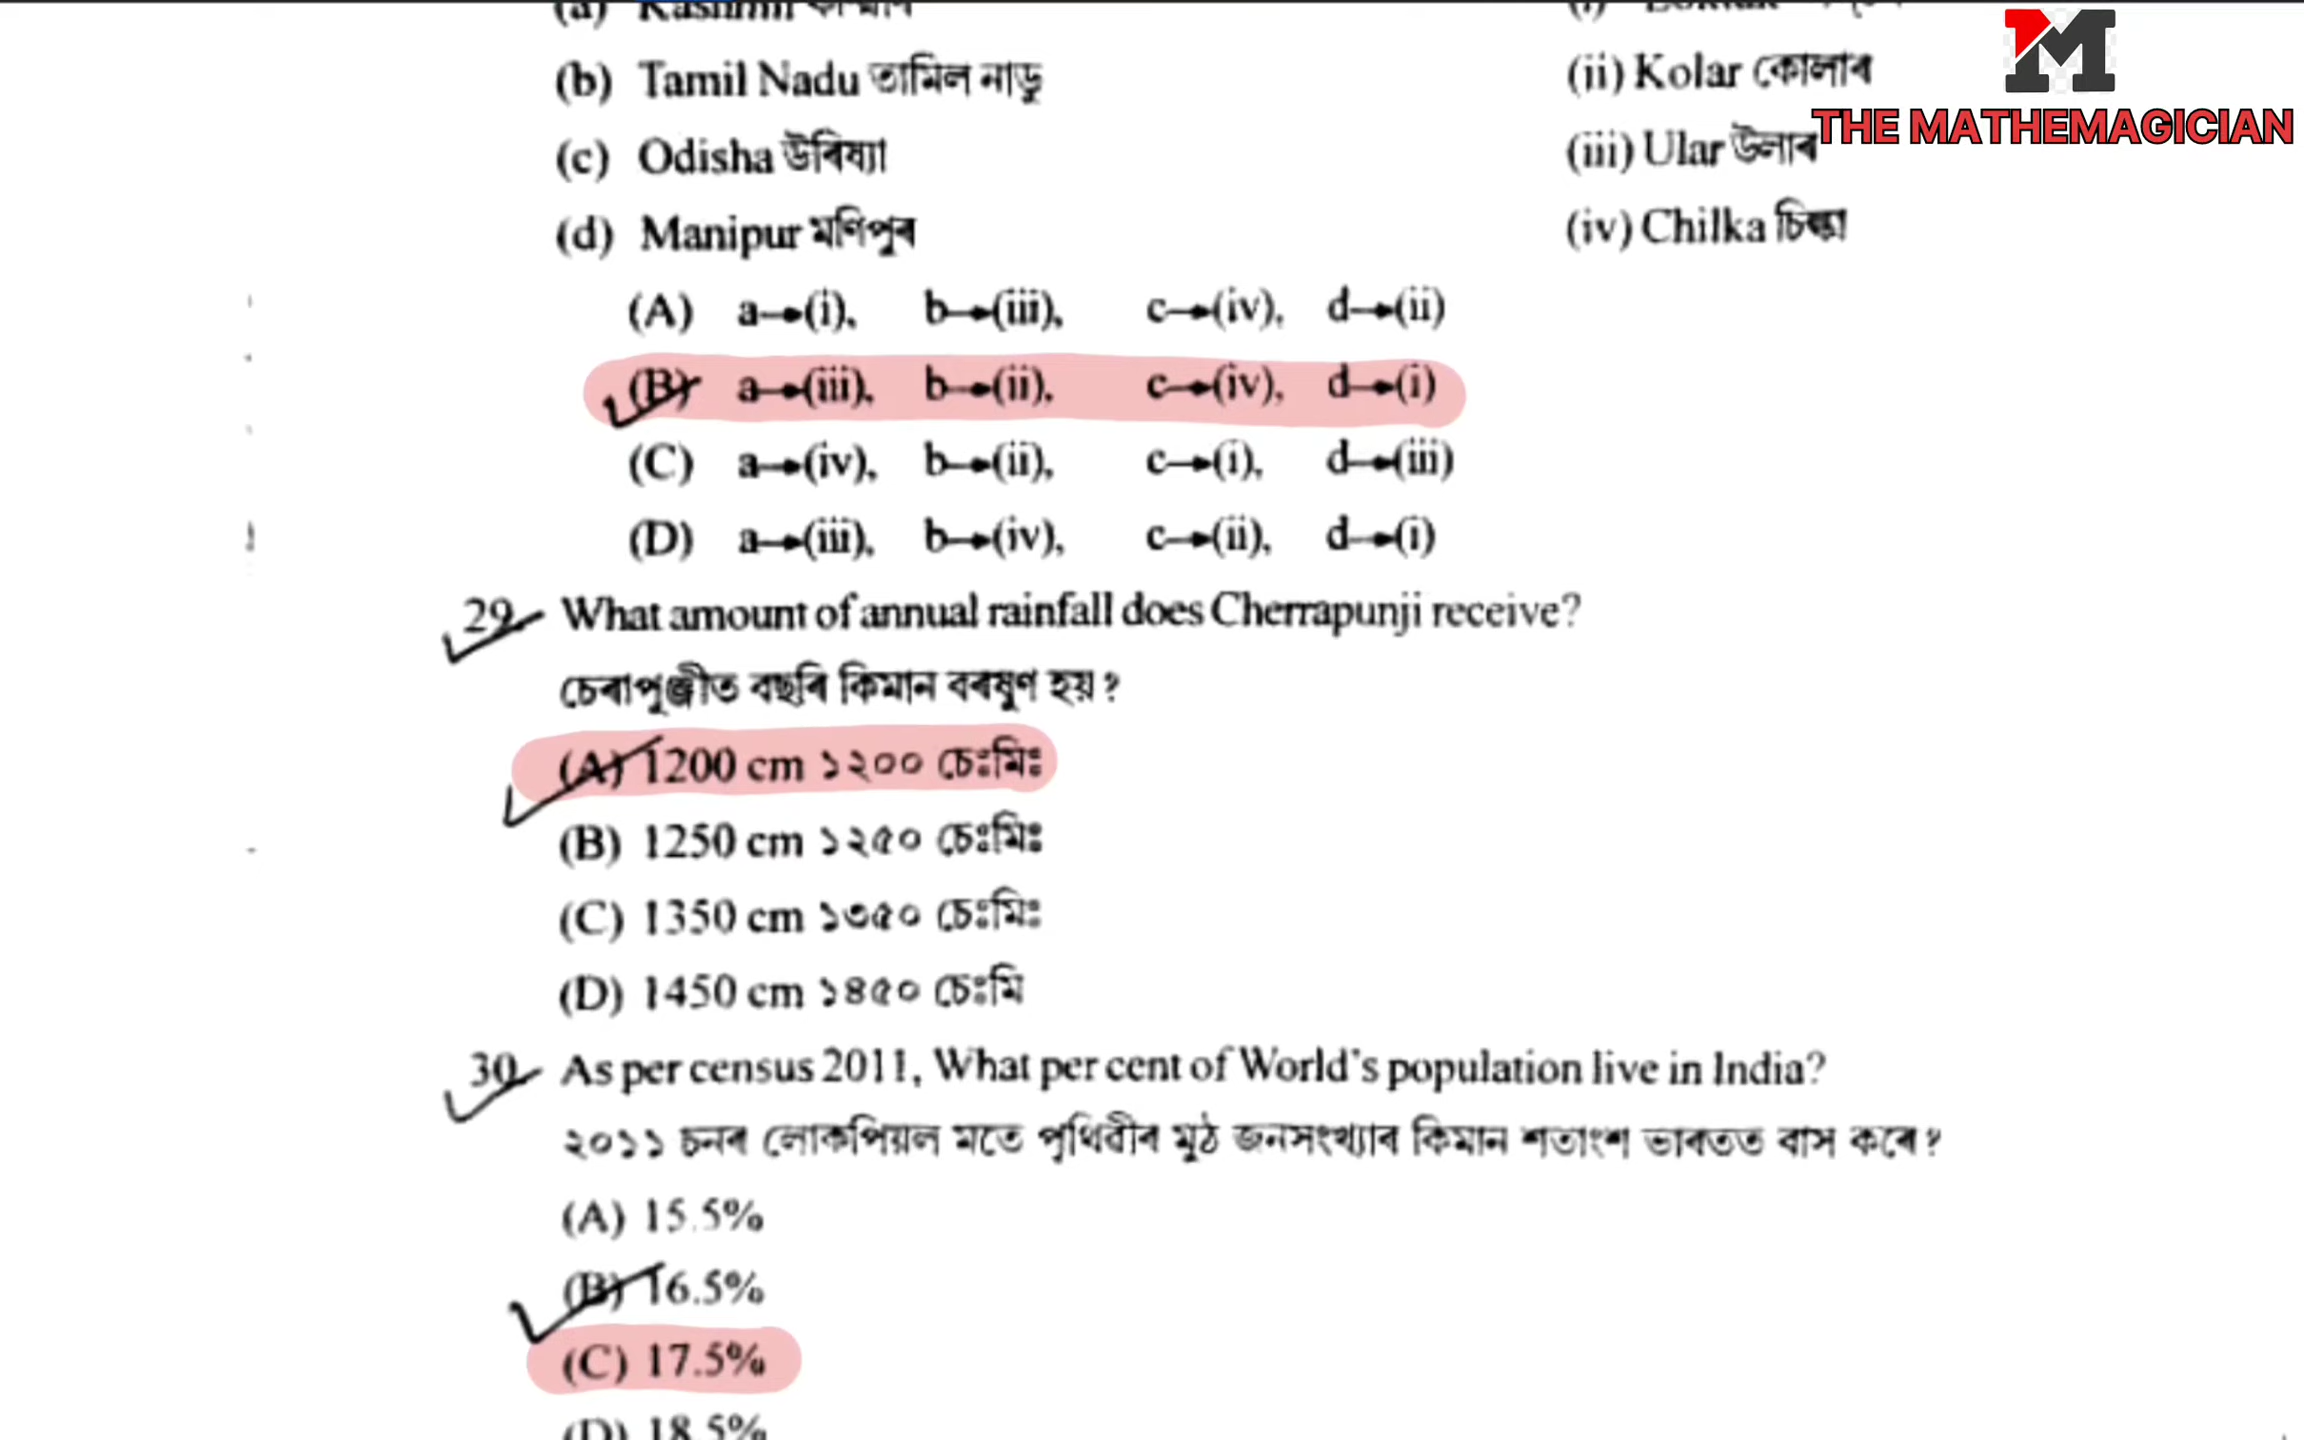 (a) Kashmir
(b) Tamil Nadu তামিল নাডু
(ii) Kolar কোলাৰ
THE MATHEMAGICIAN
(c) Odisha উৰিষ্যা
(iii) Ular উলাৰ
(d) Manipur মণিপুৰ
(iv) Chilka চিল্কা
(A) a→(i), b→(iii), c→(iv), d→(ii)
(B) a→(iii), b→(ii), c→(iv), d→(i)
(C) a→(iv), b→(ii), c→(i), d→(iii)
(D) a→(iii), b→(iv), c→(ii), d→(i)
29. What amount of annual rainfall does Cherrapunji receive?
চেৰাপুঞ্জীত বছৰি কিমান বৰষুণ হয়?
(A) 1200 cm ১২০০ চেঃমিঃ
(B) 1250 cm ১২৫০ চেঃমিঃ
(C) 1350 cm ১৩৫০ চেঃমিঃ
(D) 1450 cm ১৪৫০ চেঃমি
30. As per census 2011, What per cent of World's population live in India?
২০১১ চনৰ লোকপিয়ল মতে পৃথিৱীৰ মুঠ জনসংখ্যাৰ কিমান শতাংশ ভাৰতত বাস কৰে?
(A) 15.5%
(B) 16.5%
(C) 17.5%
(D) 18.5%